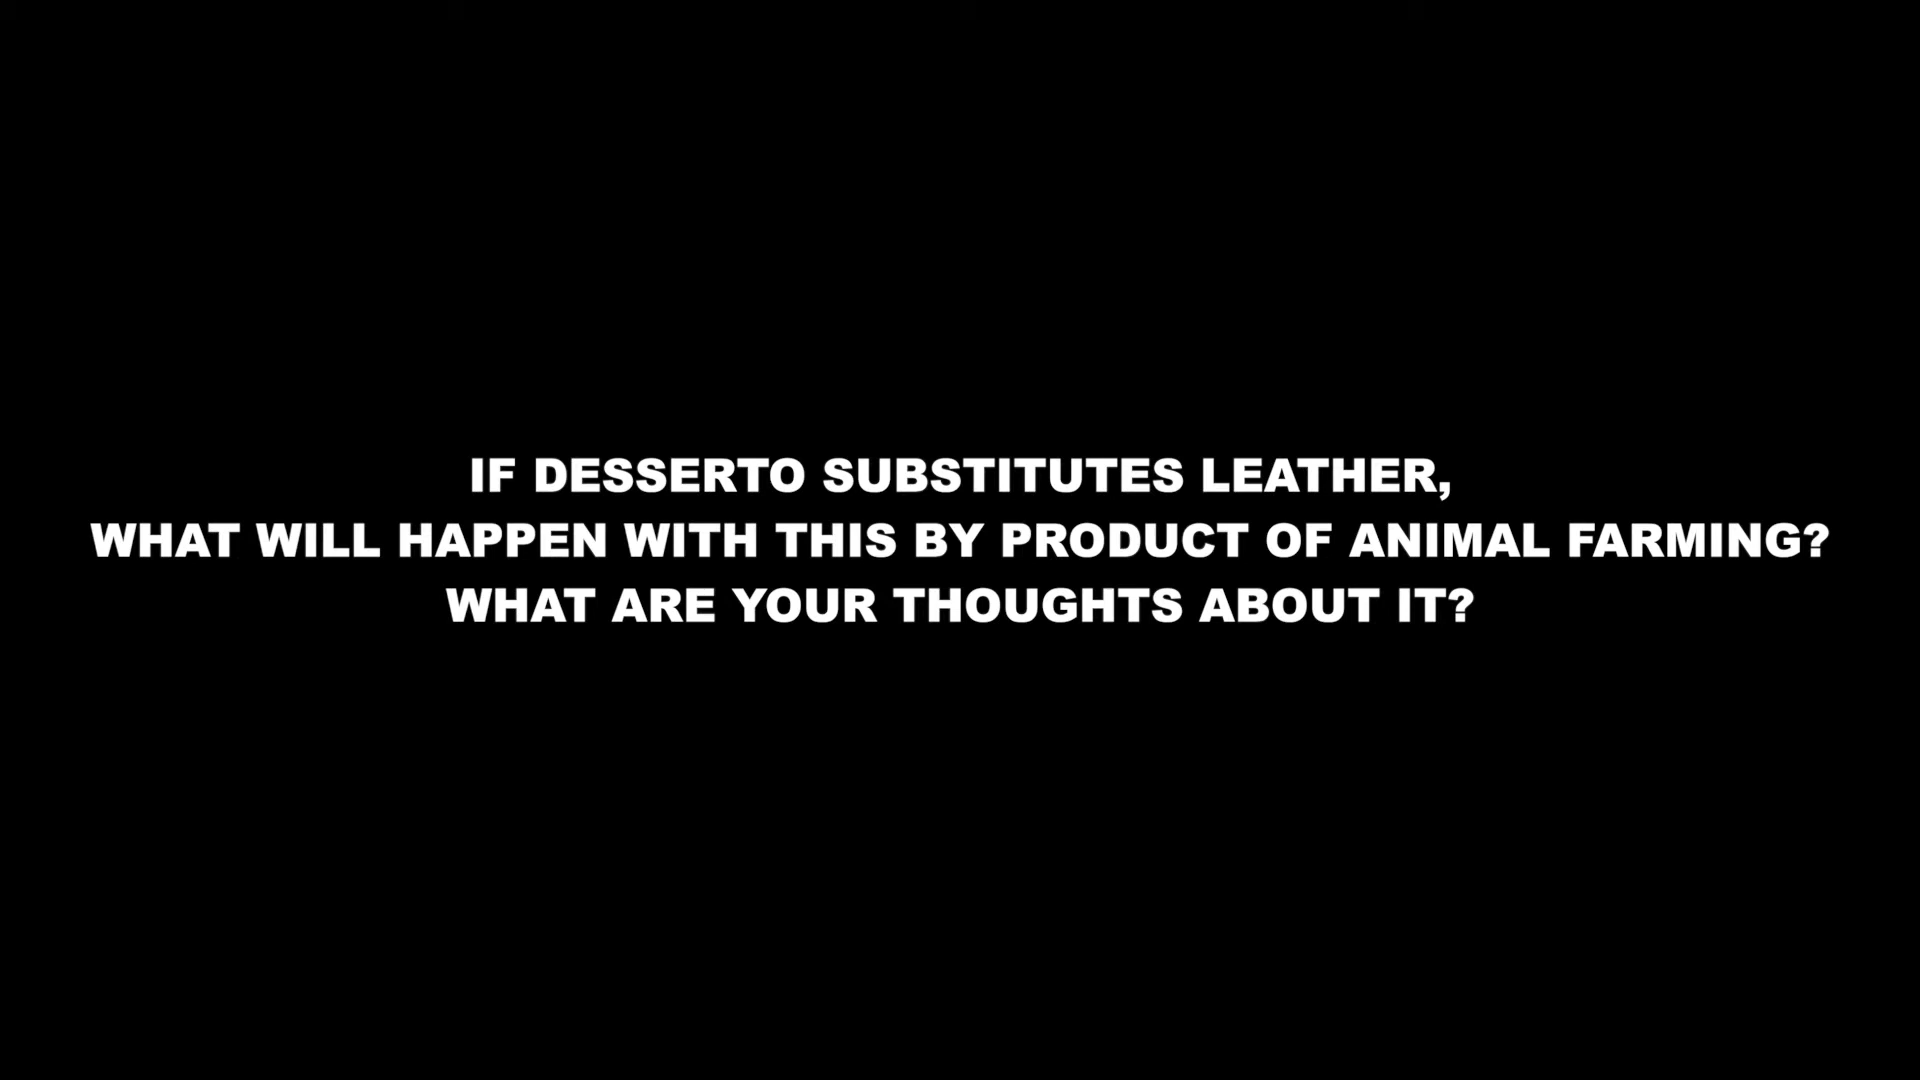 IF DESSERTO SUBSTITUTES LEATHER,
WHAT WILL HAPPEN WITH THIS BY PRODUCT OF ANIMAL FARMING?
WHAT ARE YOUR THOUGHTS ABOUT IT?